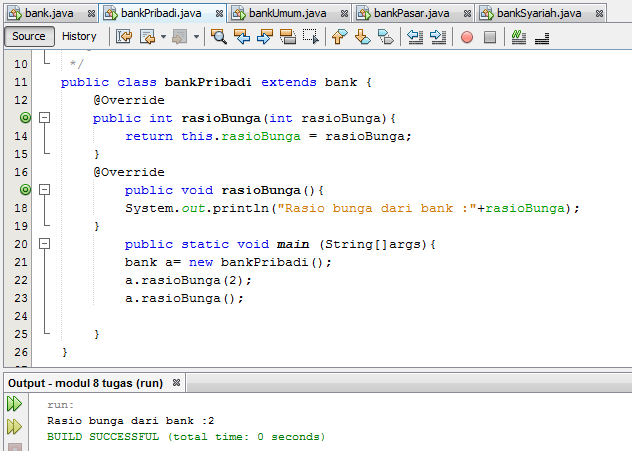 bank.java bankPribadi.java bankUmum.java bankPasar.java bankSyariah.java
Source History
10 */
11 public class bankPribadi extends bank {
12 @Override
public int rasioBunga(int rasioBunga){
14 return this.rasioBunga = rasioBunga;
15 }
16 @Override
public void rasioBunga(){
18 System.out.println("Rasio bunga dari bank :"+rasioBunga);
19 }
20 public static void main (String[]args){
21 bank a= new bankPribadi();
22 a.rasioBunga(2);
23 a.rasioBunga();
24
25 }
26 }
Output - modul 8 tugas (run)
run:
Rasio bunga dari bank :2
BUILD SUCCESSFUL (total time: 0 seconds)